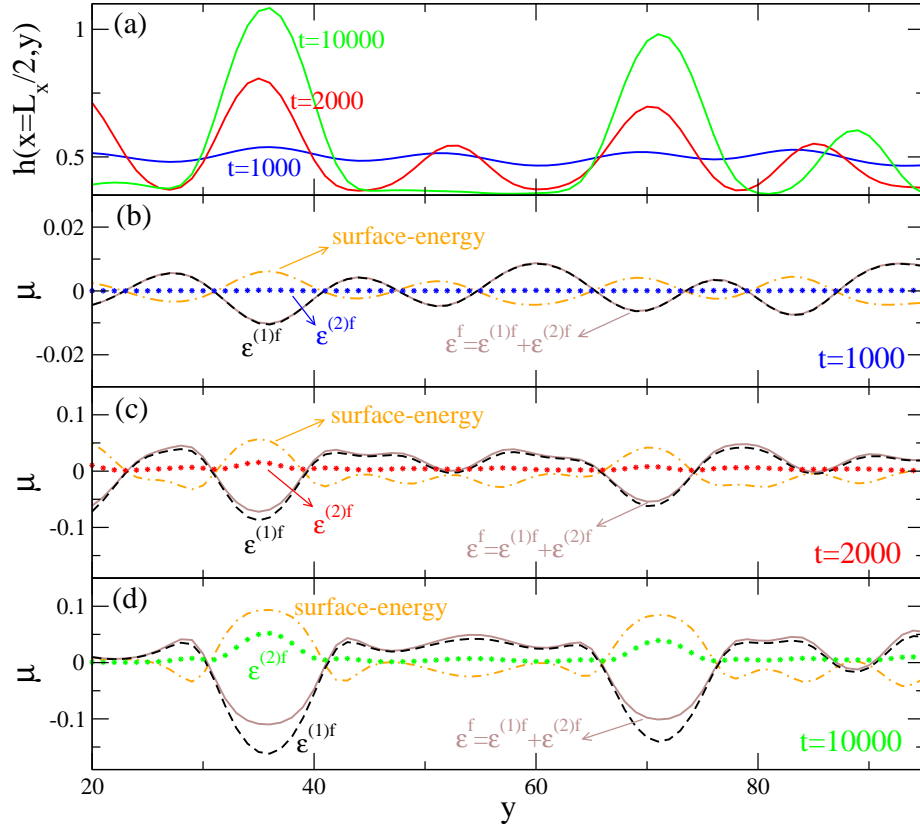 (a)
1
0.5
h(x=L_x/2,y)
t=10000
t=2000
t=1000
(b)
0.02
0
-0.02
μ
surface-energy
ε^(1)f
ε^(2)f
ε^f=ε^(1)f+ε^(2)f
t=1000
(c)
0.1
0
-0.1
μ
surface-energy
ε^(1)f
ε^(2)f
ε^f=ε^(1)f+ε^(2)f
t=2000
(d)
0.1
0
-0.1
μ
surface-energy
ε^(2)f
ε^(1)f
ε^f=ε^(1)f+ε^(2)f
t=10000
20 40 60 80
y